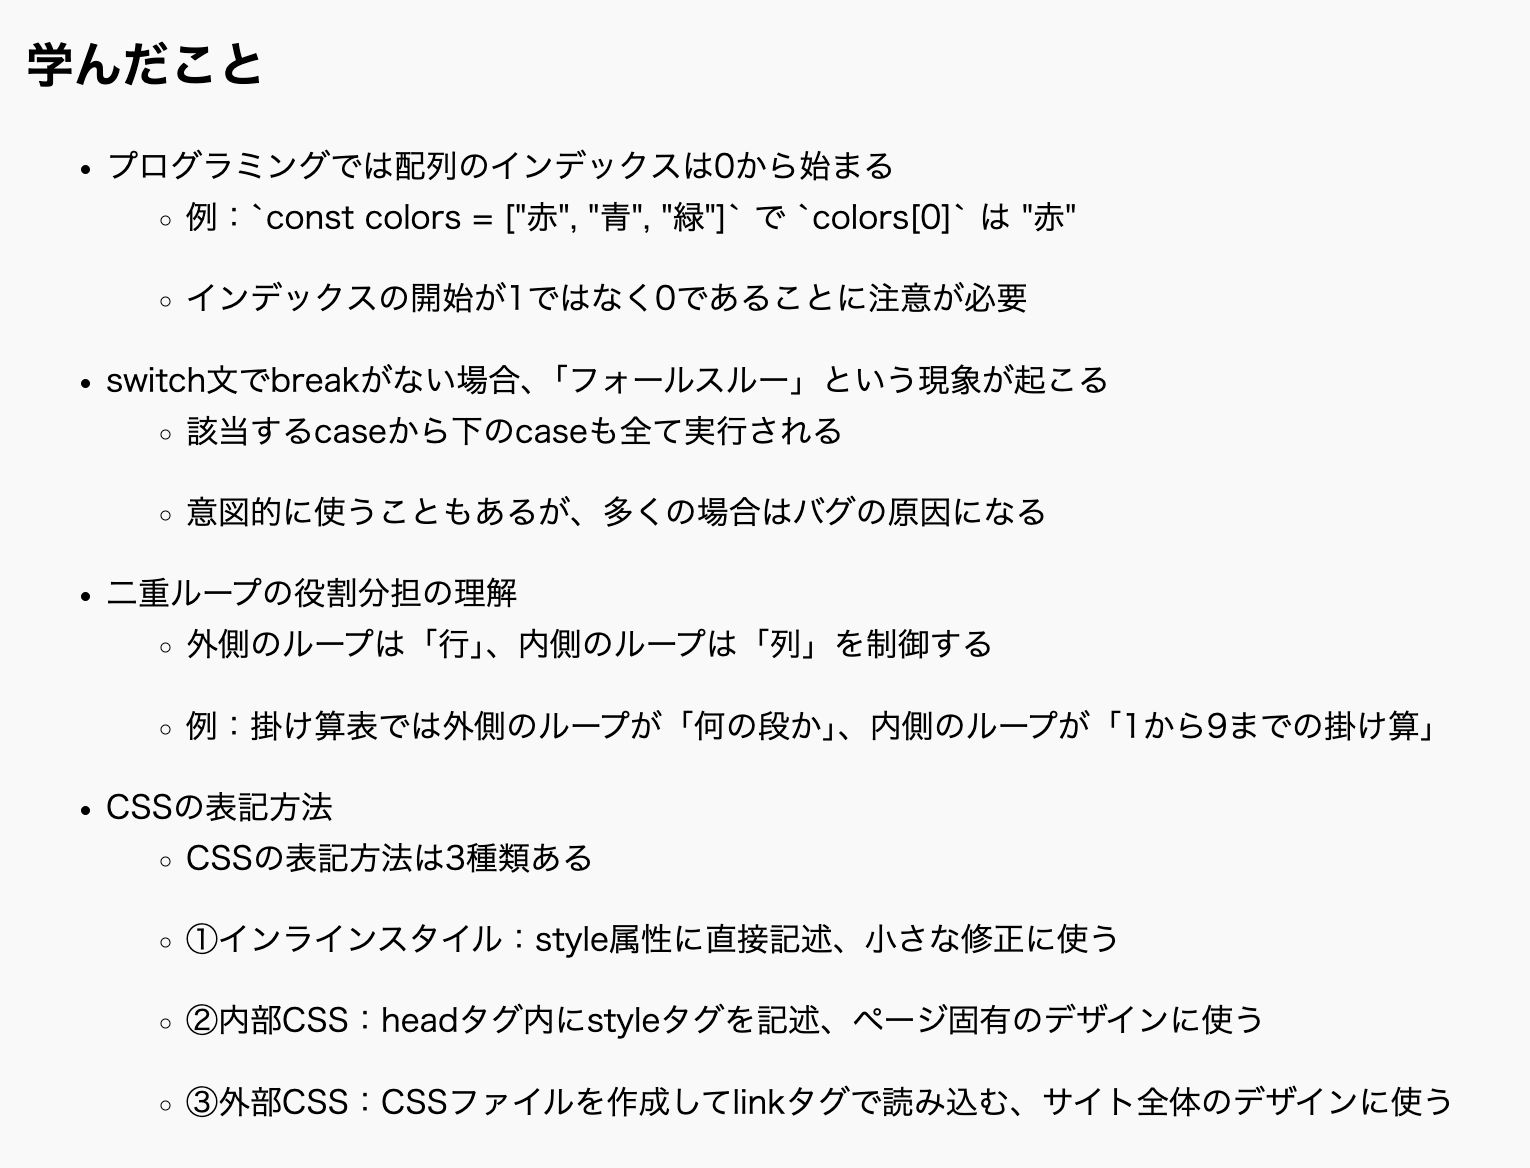 学んだこと
• プログラミングでは配列のインデックスは0から始まる
◦ 例：`const colors = ["赤", "青", "緑"]` で `colors[0]` は "赤"
◦ インデックスの開始が1ではなく0であることに注意が必要
• switch文でbreakがない場合、「フォールスルー」という現象が起こる
◦ 該当するcaseから下のcaseも全て実行される
◦ 意図的に使うこともあるが、多くの場合はバグの原因になる
• 二重ループの役割分担の理解
◦ 外側のループは「行」、内側のループは「列」を制御する
◦ 例：掛け算表では外側のループが「何の段か」、内側のループが「1から9までの掛け算」
• CSSの表記方法
◦ CSSの表記方法は3種類ある
◦ ①インラインスタイル：style属性に直接記述、小さな修正に使う
◦ ②内部CSS：headタグ内にstyleタグを記述、ページ固有のデザインに使う
◦ ③外部CSS：CSSファイルを作成してlinkタグで読み込む、サイト全体のデザインに使う